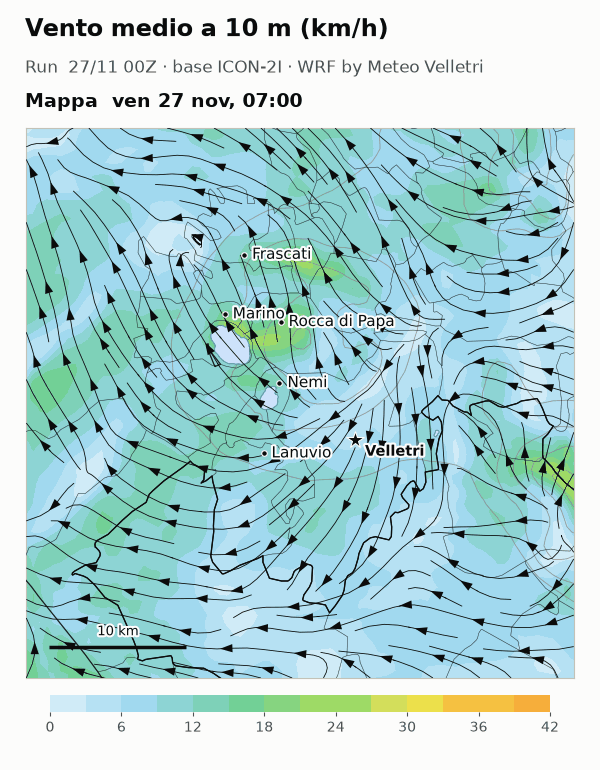 Vento medio a 10 m (km/h)
Run 27/11 00Z · base ICON-2I · WRF by Meteo Velletri
Mappa ven 27 nov, 07:00
Frascati
Marino
Rocca di Papa
Nemi
Lanuvio
Velletri
10 km
0 6 12 18 24 30 36 42